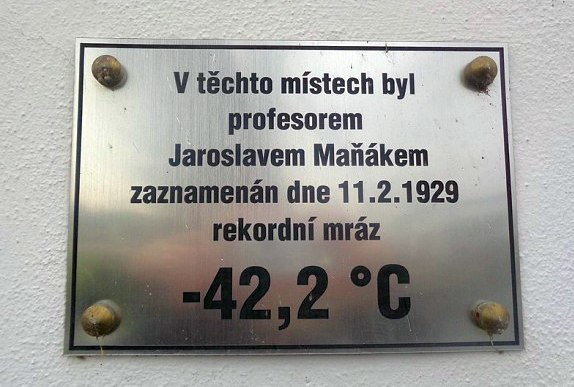 V těchto místech byl
profesorem
Jaroslavem Maňákem
zaznamenán dne 11.2.1929
rekordní mráz
-42,2 °C